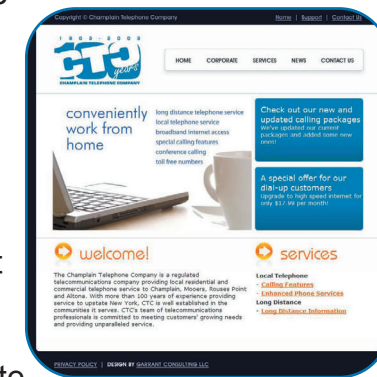 Copyright © Champlain Telephone Company
Home | Support | Contact Us
1902 - 2002
100 years
CHAMPLAIN TELEPHONE COMPANY
HOME CORPORATE SERVICES NEWS CONTACT US
conveniently
work from
home
long distance telephone service
local telephone service
broadband internet access
special calling features
conference calling
toll free numbers
Check out our new and
updated calling packages
We've updated our current
packages and added some new
ones!
A special offer for our
dial-up customers
Upgrade to high speed internet for
only $17.99 per month!
welcome!
The Champlain Telephone Company is a regulated
telecommunications company providing local residential and
commercial telephone service to Champlain, Mooers, Rouses Point
and Altona. With more than 100 years of experience providing
service to upstate New York, CTC is well established in the
communities it serves. CTC's team of telecommunications
professionals is committed to meeting customers' growing needs
and providing unparalleled service.
services
Local Telephone
- Calling Features
- Enhanced Phone Services
Long Distance
- Long Distance Information
PRIVACY POLICY | DESIGN BY GARRANT CONSULTING LLC